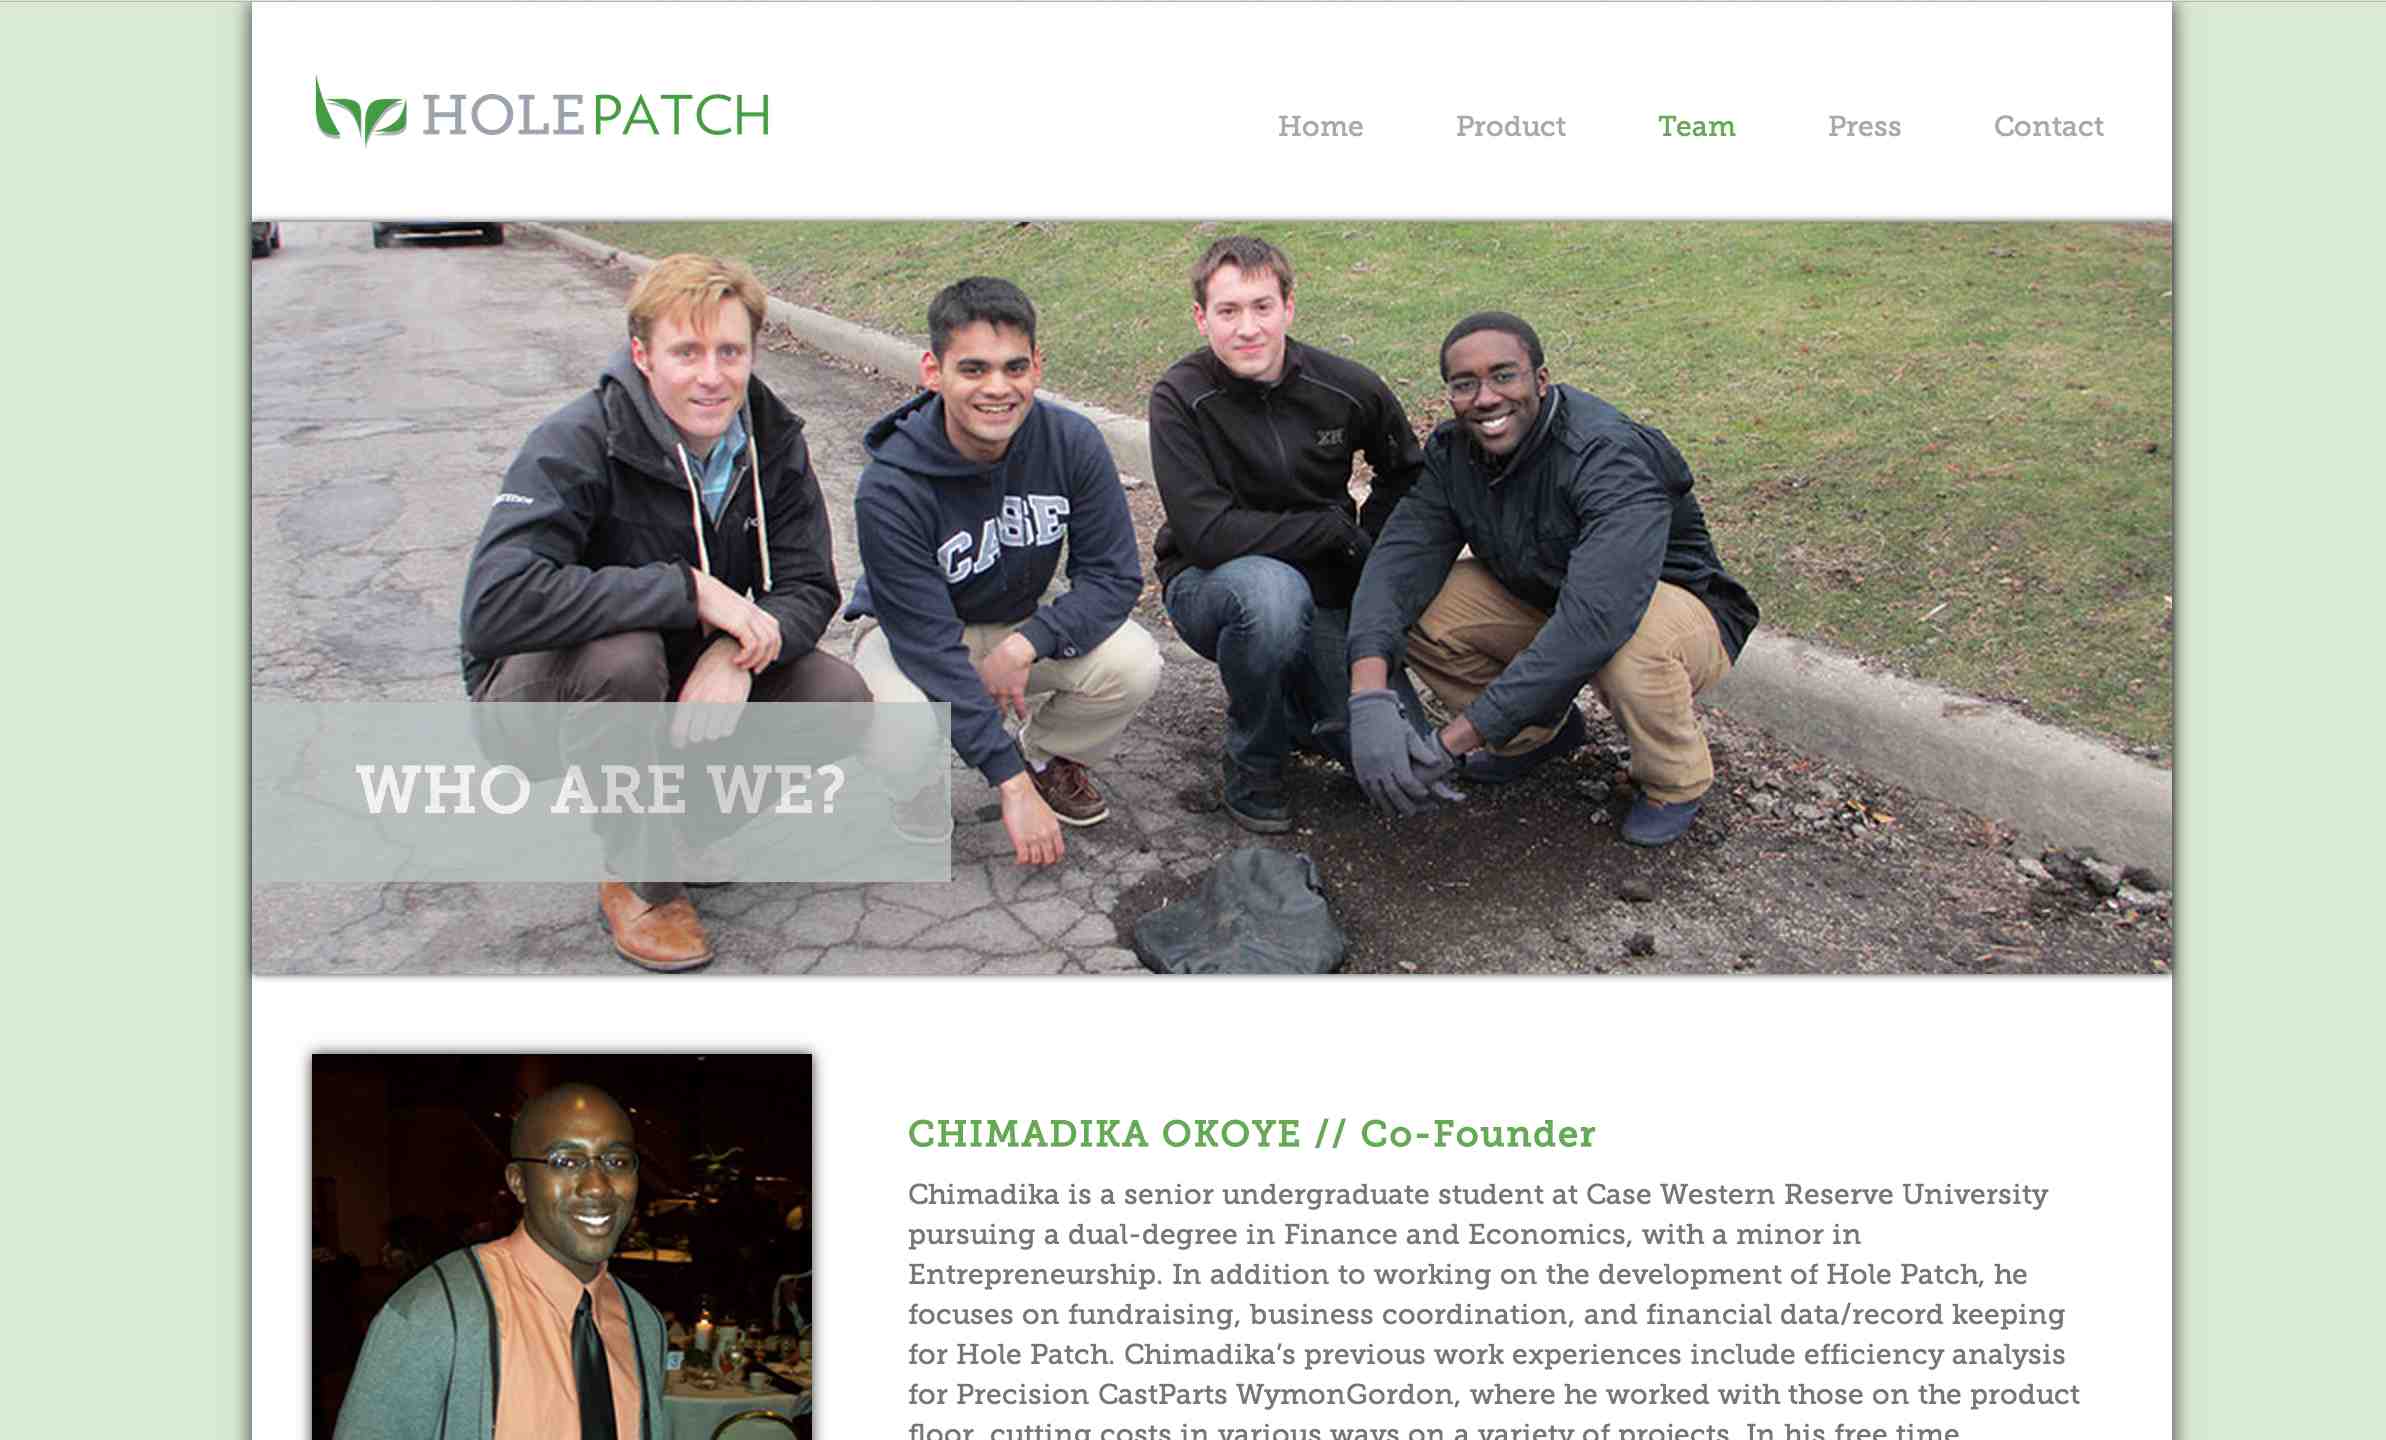 HOLEPATCH
Home Product Team Press Contact
CASE
WHO ARE WE?
CHIMADIKA OKOYE // Co-Founder
Chimadika is a senior undergraduate student at Case Western Reserve University
pursuing a dual-degree in Finance and Economics, with a minor in
Entrepreneurship. In addition to working on the development of Hole Patch, he
focuses on fundraising, business coordination, and financial data/record keeping
for Hole Patch. Chimadika’s previous work experiences include efficiency analysis
for Precision CastParts WymonGordon, where he worked with those on the product
floor, cutting costs in various ways on a variety of projects. In his free time